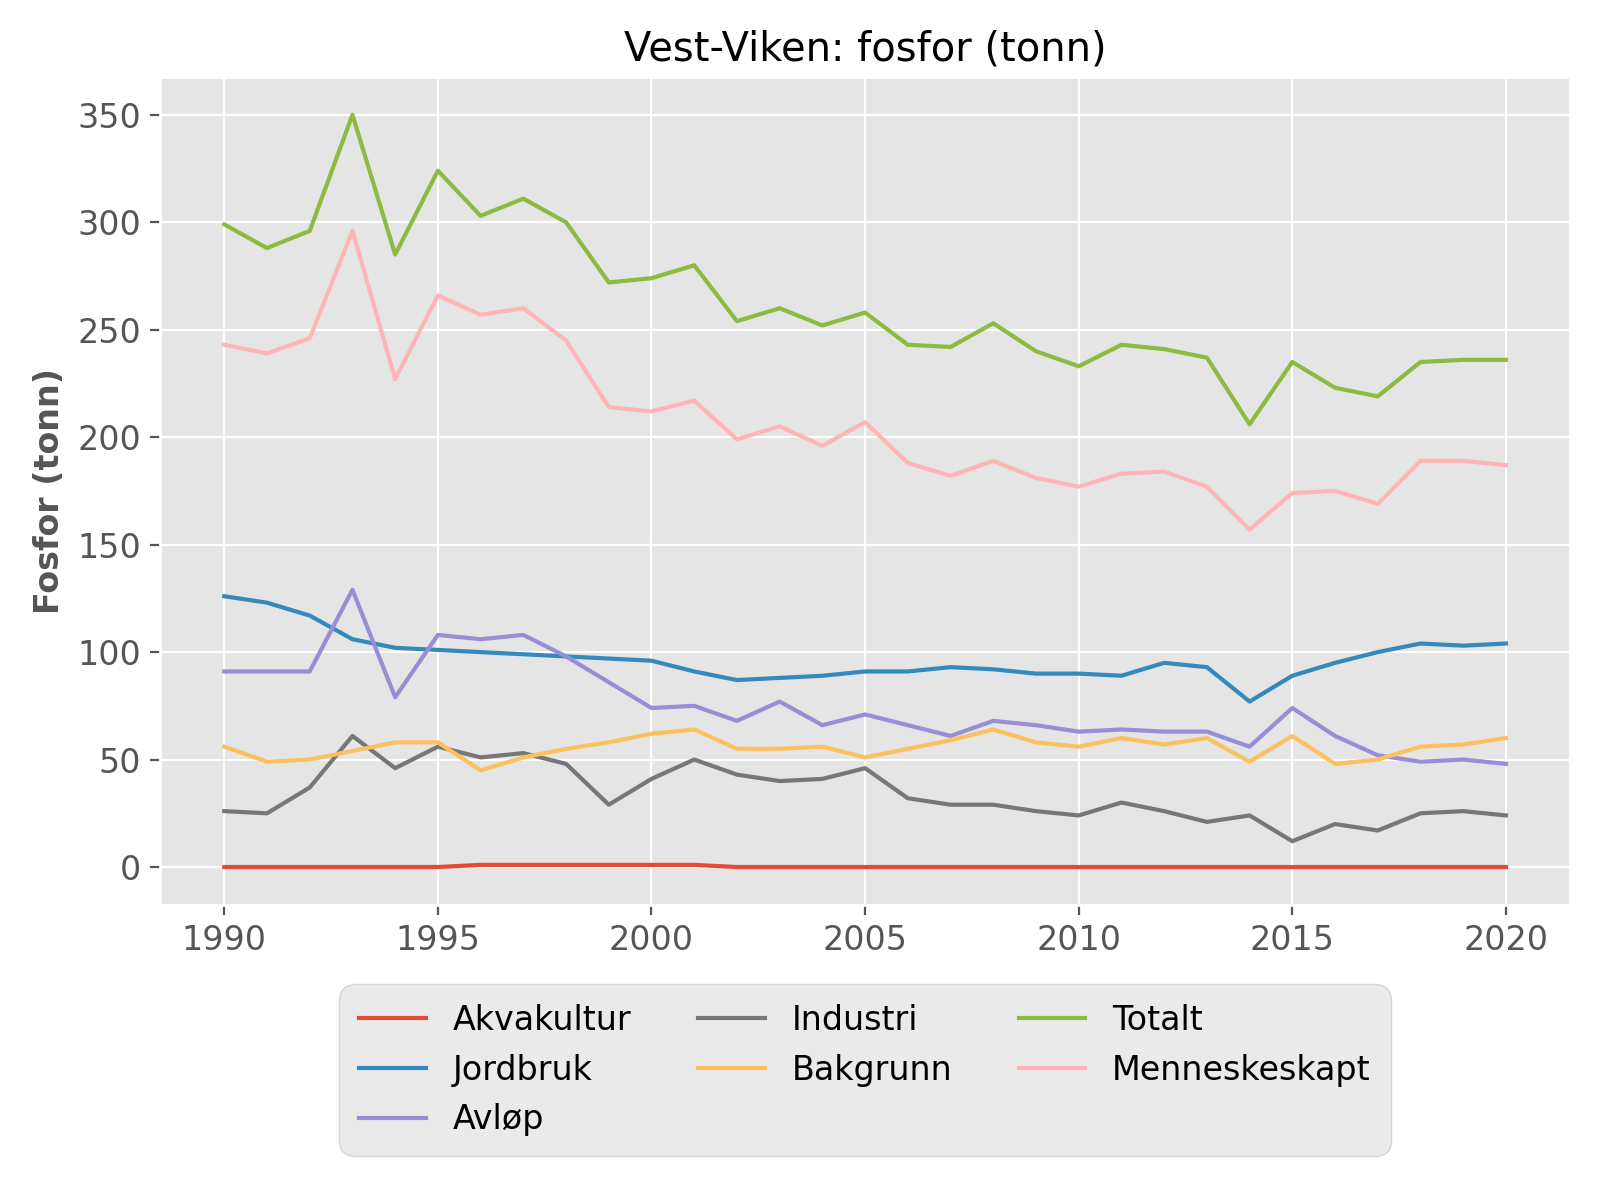 Vest-Viken: fosfor (tonn)
Fosfor (tonn)
350
300
250
200
150
100
50
0
1990 1995 2000 2005 2010 2015 2020
Akvakultur Industri Totalt
Jordbruk Bakgrunn Menneskeskapt
Avløp